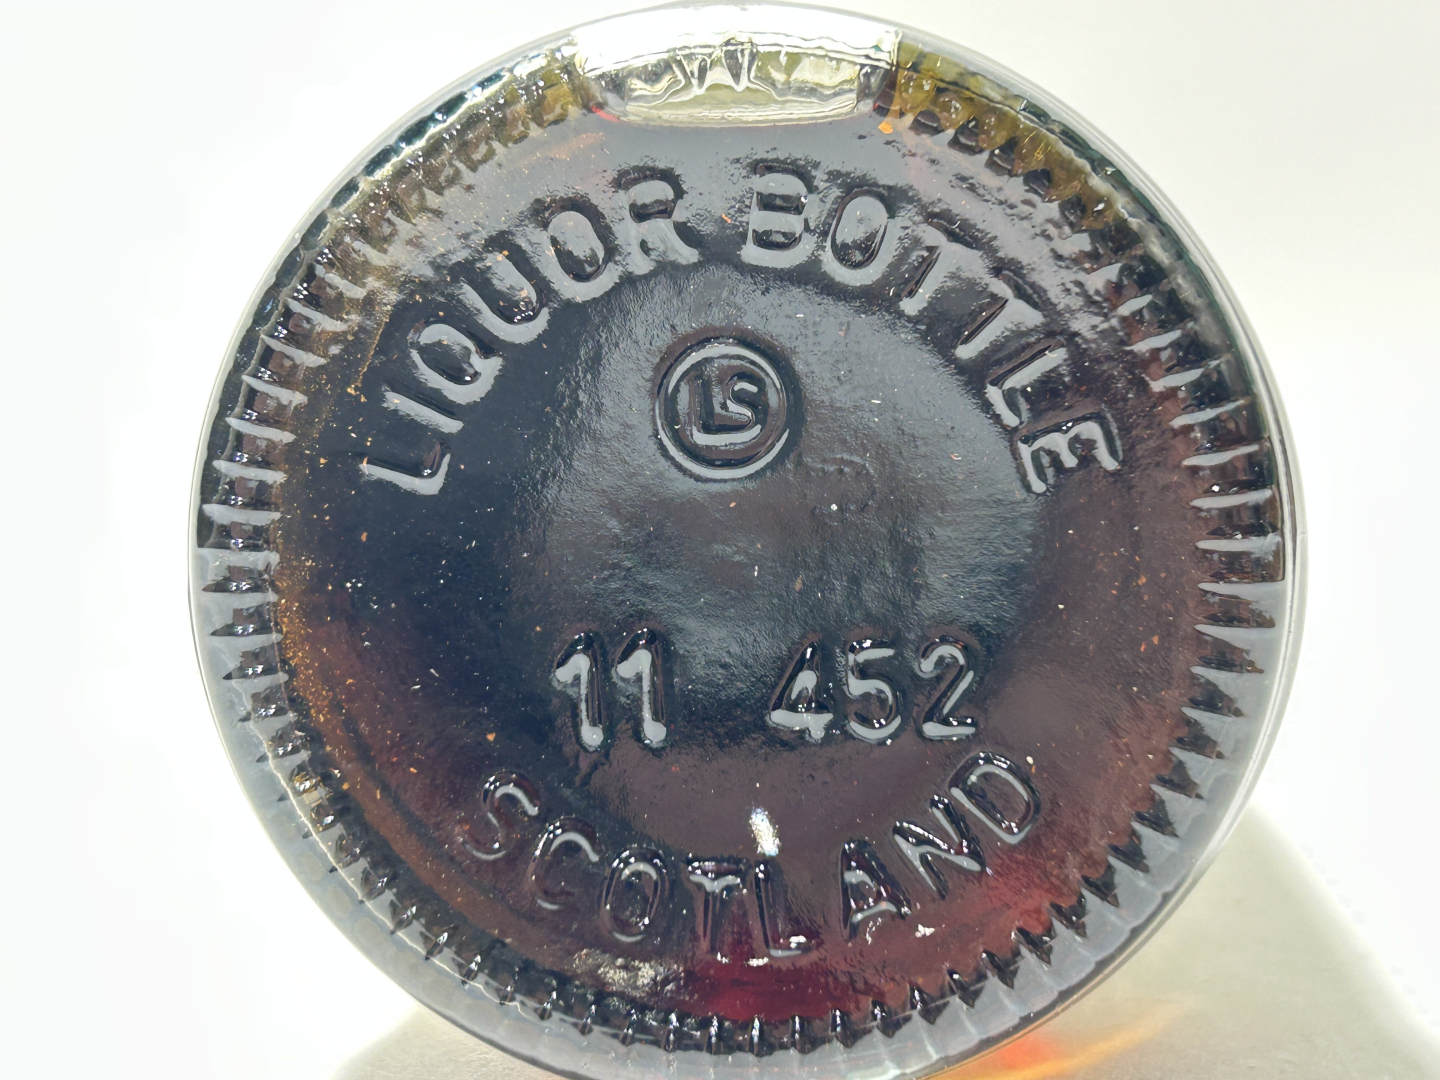 LIQUOR BOTTLE
LS
11 452
SCOTLAND